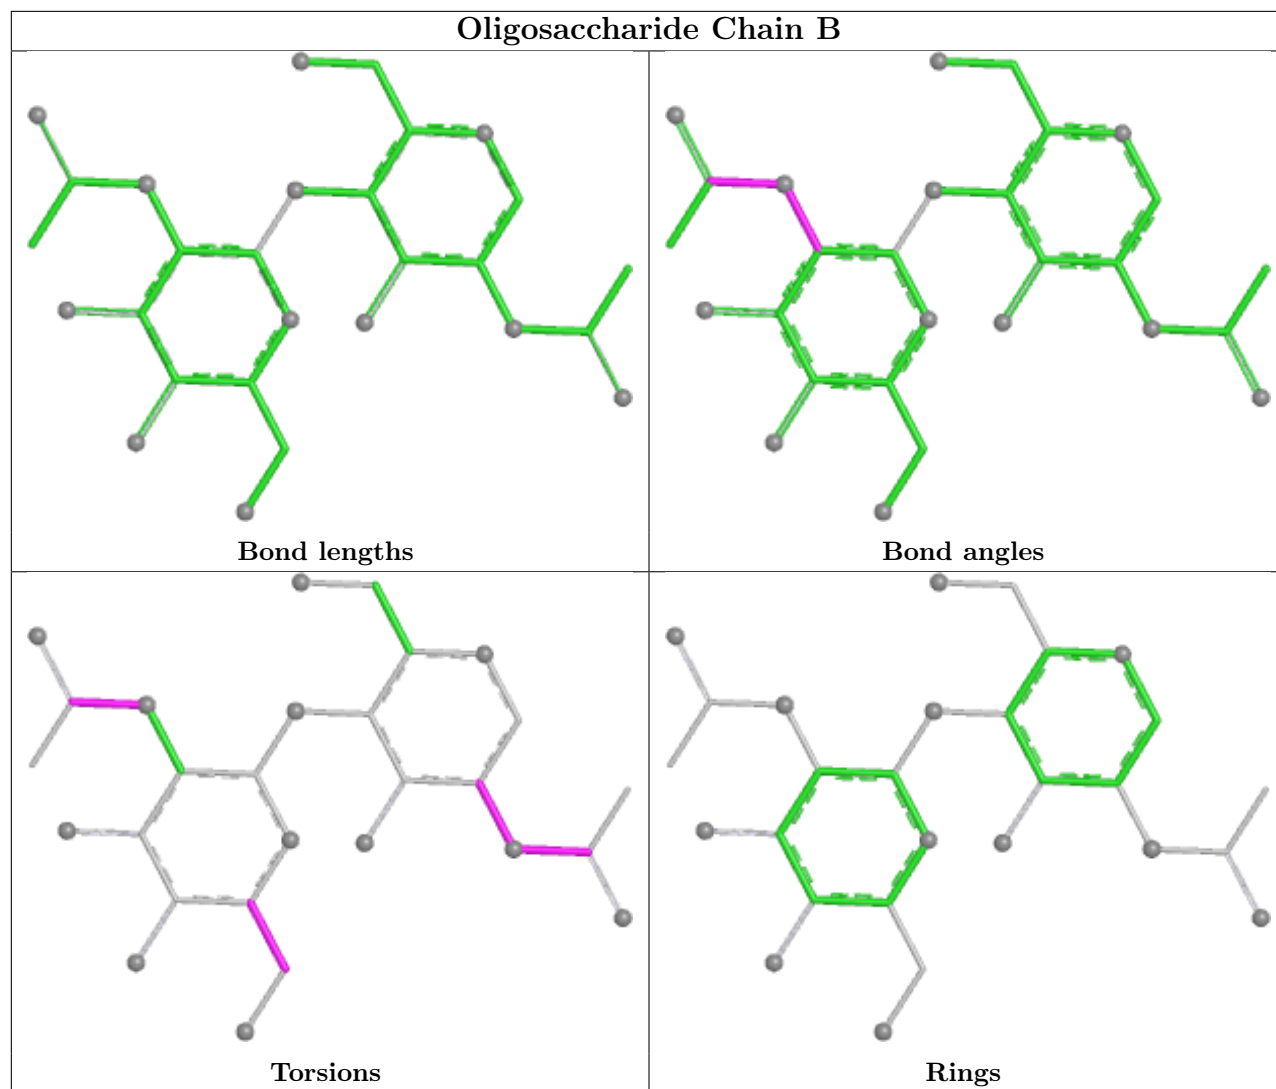 Oligosaccharide Chain B
Bond lengths
Bond angles
Torsions
Rings